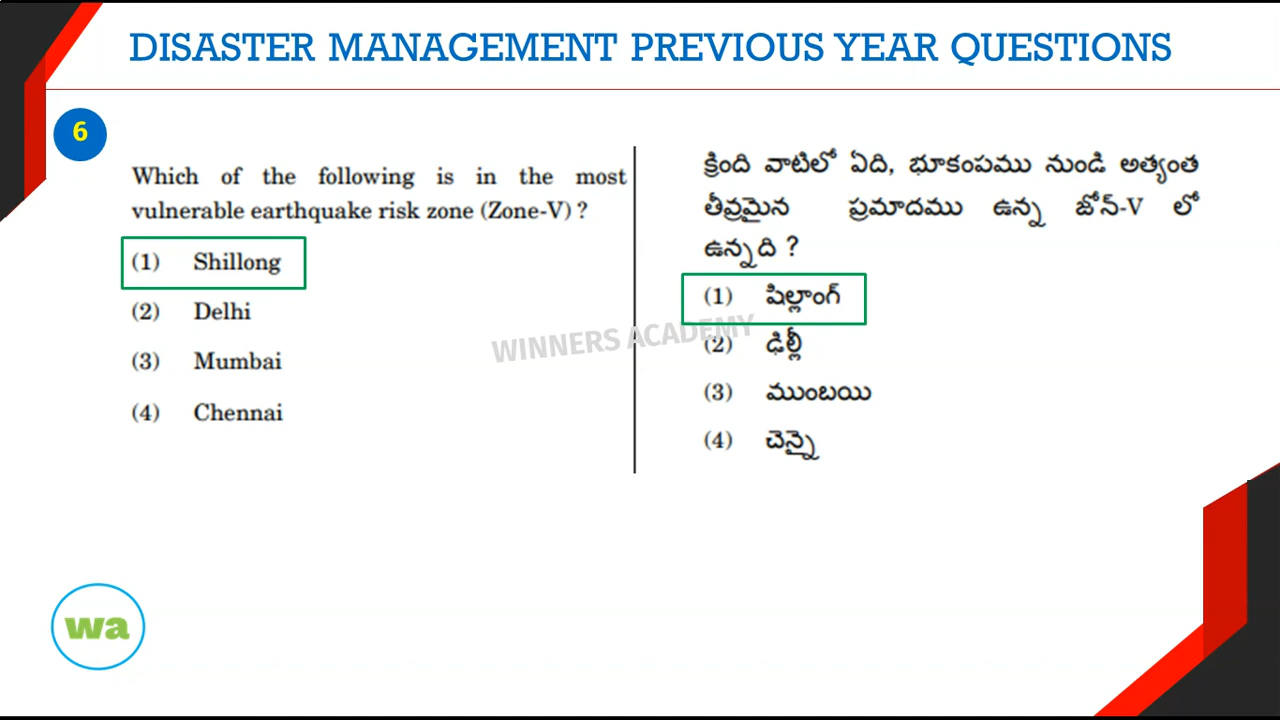 DISASTER MANAGEMENT PREVIOUS YEAR QUESTIONS
6
Which of the following is in the most
vulnerable earthquake risk zone (Zone-V) ?
(1) Shillong
(2) Delhi
(3) Mumbai
(4) Chennai
క్రింది వాటిలో ఏది, భూకంపము నుండి అత్యంత
తీవ్రమైన ప్రమాదము ఉన్న జోన్-V లో
ఉన్నది ?
(1) షిల్లాంగ్
(2) ఢిల్లీ
(3) ముంబయి
(4) చెన్నై
WINNERS ACADEMY
wa